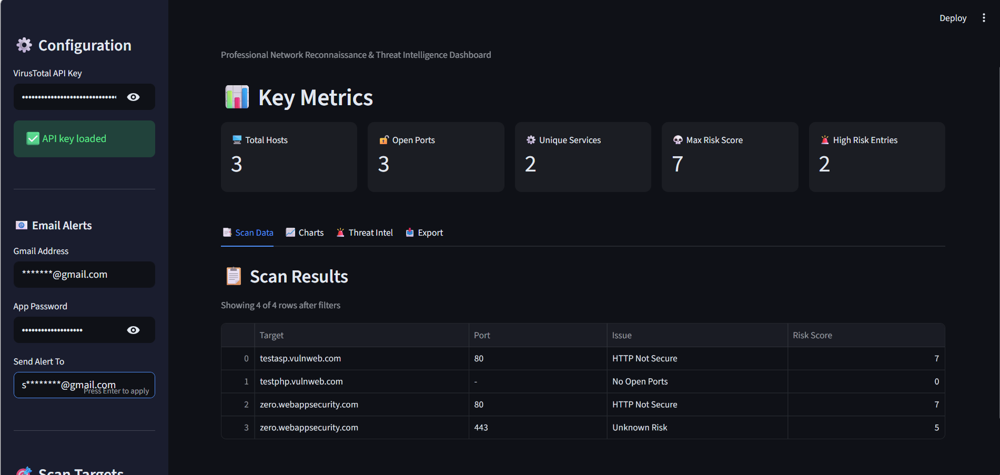 Configuration
VirusTotal API Key
••••••••••••••••••••••••••••••
API key loaded
Email Alerts
Gmail Address
*******@gmail.com
App Password
•••••••••••••••••••
Send Alert To
s********@gmail.com
Press Enter to apply
Scan Targets
Deploy
Professional Network Reconnaissance & Threat Intelligence Dashboard
Key Metrics
Total Hosts
3
Open Ports
3
Unique Services
2
Max Risk Score
7
High Risk Entries
2
Scan Data Charts Threat Intel Export
Scan Results
Showing 4 of 4 rows after filters
Target Port Issue Risk Score
0 testasp.vulnweb.com 80 HTTP Not Secure 7
1 testphp.vulnweb.com - No Open Ports 0
2 zero.webappsecurity.com 80 HTTP Not Secure 7
3 zero.webappsecurity.com 443 Unknown Risk 5